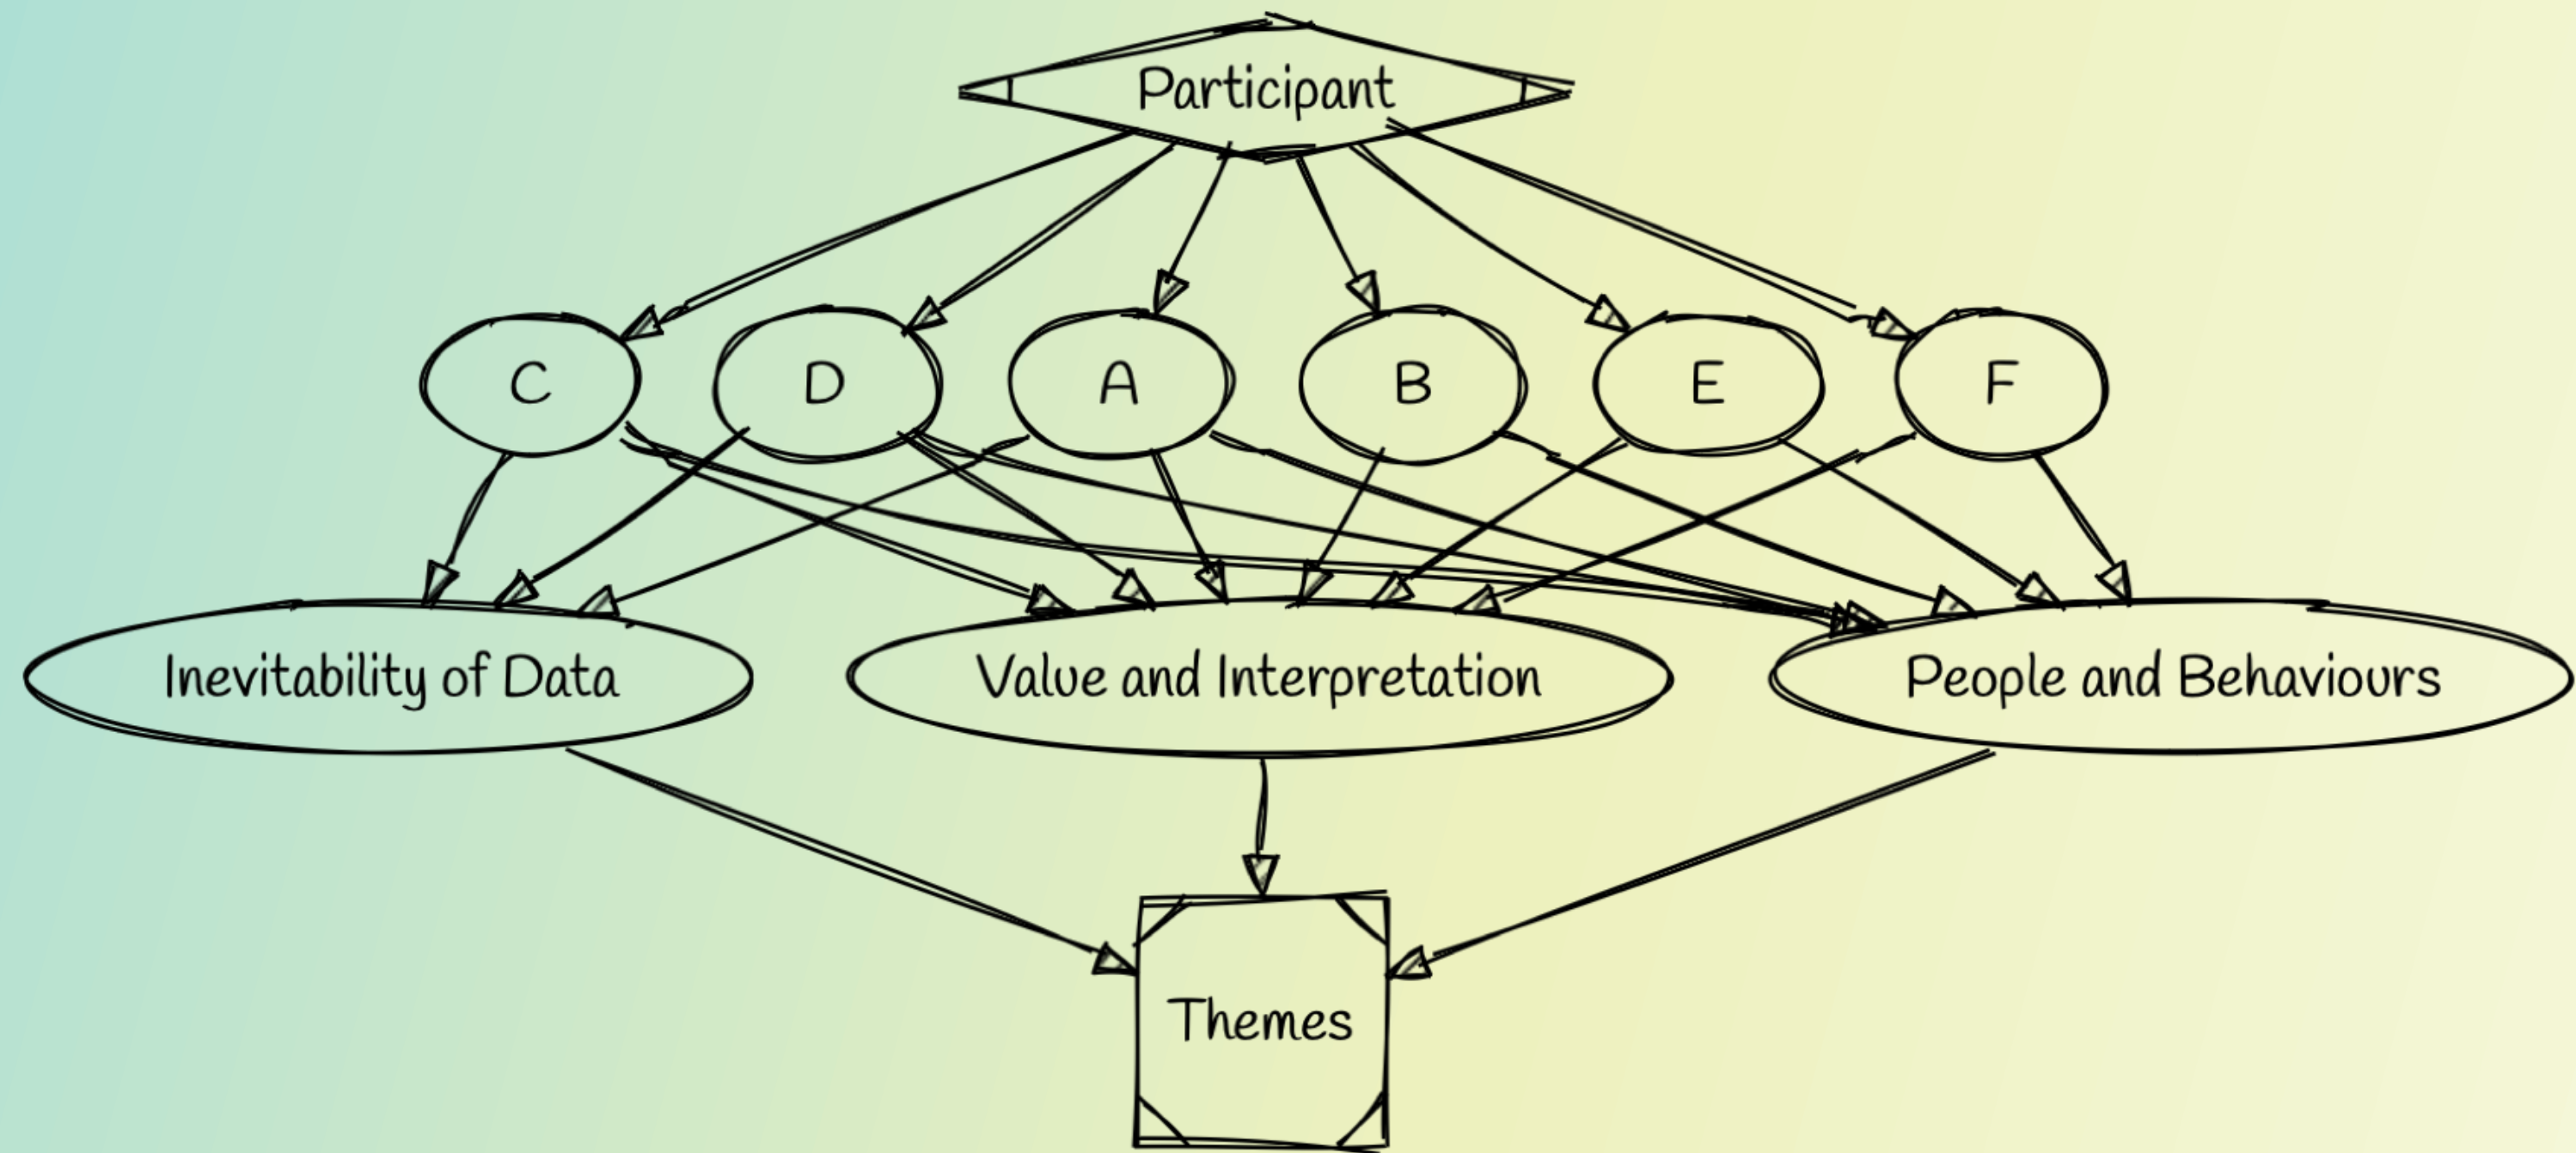 Participant
C
D
A
B
E
F
Inevitability of Data
Value and Interpretation
People and Behaviours
Themes